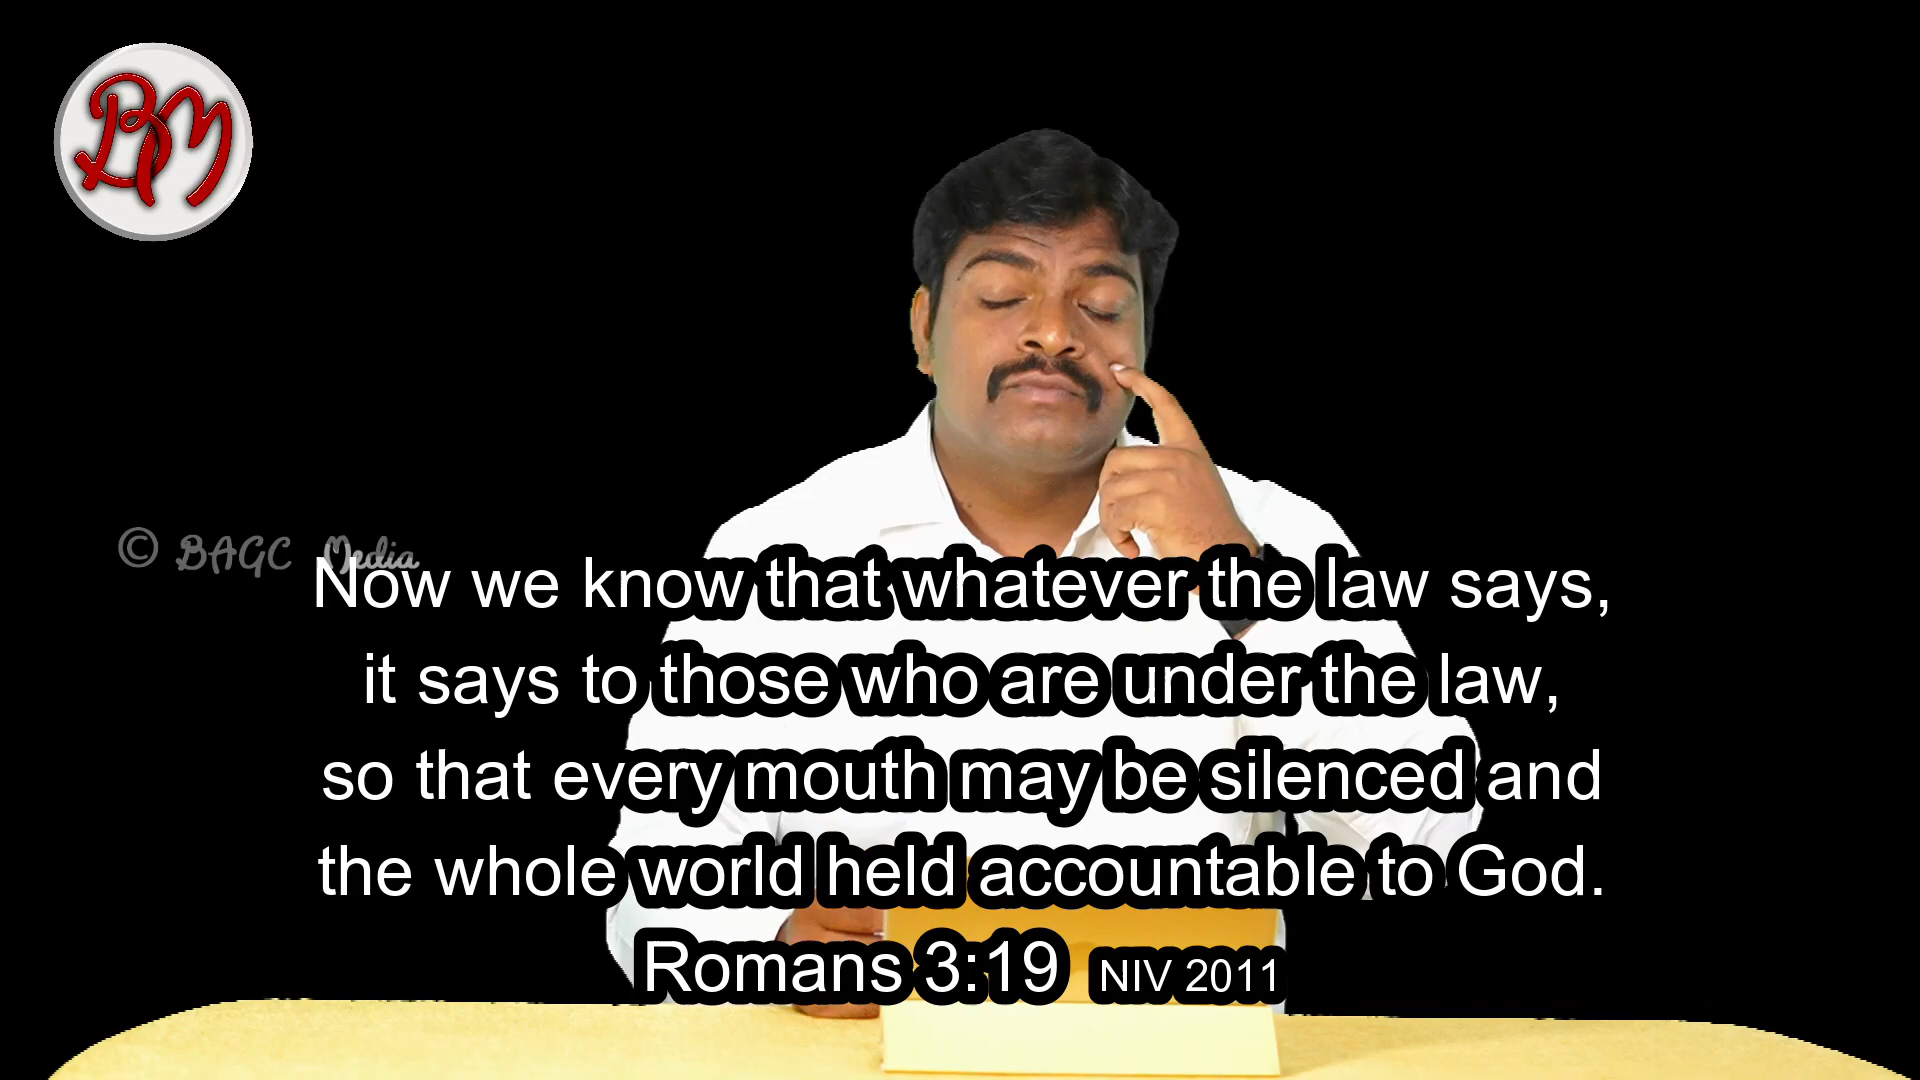 BM
© BAGC Media
Now we know that whatever the law says,
it says to those who are under the law,
so that every mouth may be silenced and
the whole world held accountable to God.
Romans 3:19 NIV 2011